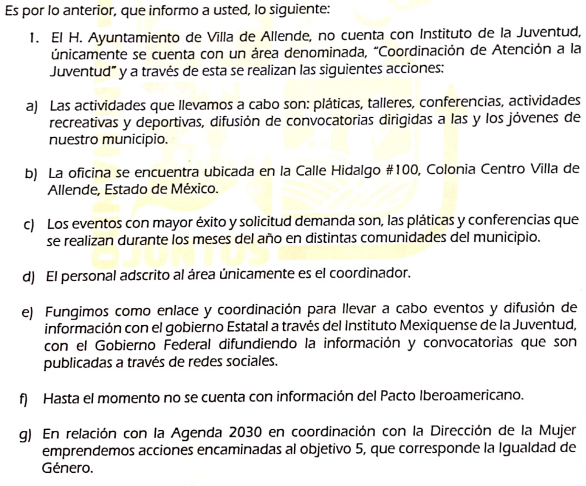 Es por lo anterior, que informo a usted, lo siguiente:
1. El H. Ayuntamiento de Villa de Allende, no cuenta con Instituto de la Juventud,
únicamente se cuenta con un área denominada, "Coordinación de Atención a la
Juventud" y a través de esta se realizan las siguientes acciones:
a) Las actividades que llevamos a cabo son: pláticas, talleres, conferencias, actividades
recreativas y deportivas, difusión de convocatorias dirigidas a las y los jóvenes de
nuestro municipio.
b) La oficina se encuentra ubicada en la Calle Hidalgo #100, Colonia Centro Villa de
Allende, Estado de México.
c) Los eventos con mayor éxito y solicitud demanda son, las pláticas y conferencias que
se realizan durante los meses del año en distintas comunidades del municipio.
d) El personal adscrito al área únicamente es el coordinador.
e) Fungimos como enlace y coordinación para llevar a cabo eventos y difusión de
información con el gobierno Estatal a través del Instituto Mexiquense de la Juventud,
con el Gobierno Federal difundiendo la información y convocatorias que son
publicadas a través de redes sociales.
f) Hasta el momento no se cuenta con información del Pacto Iberoamericano.
g) En relación con la Agenda 2030 en coordinación con la Dirección de la Mujer
emprendemos acciones encaminadas al objetivo 5, que corresponde la Igualdad de
Género.